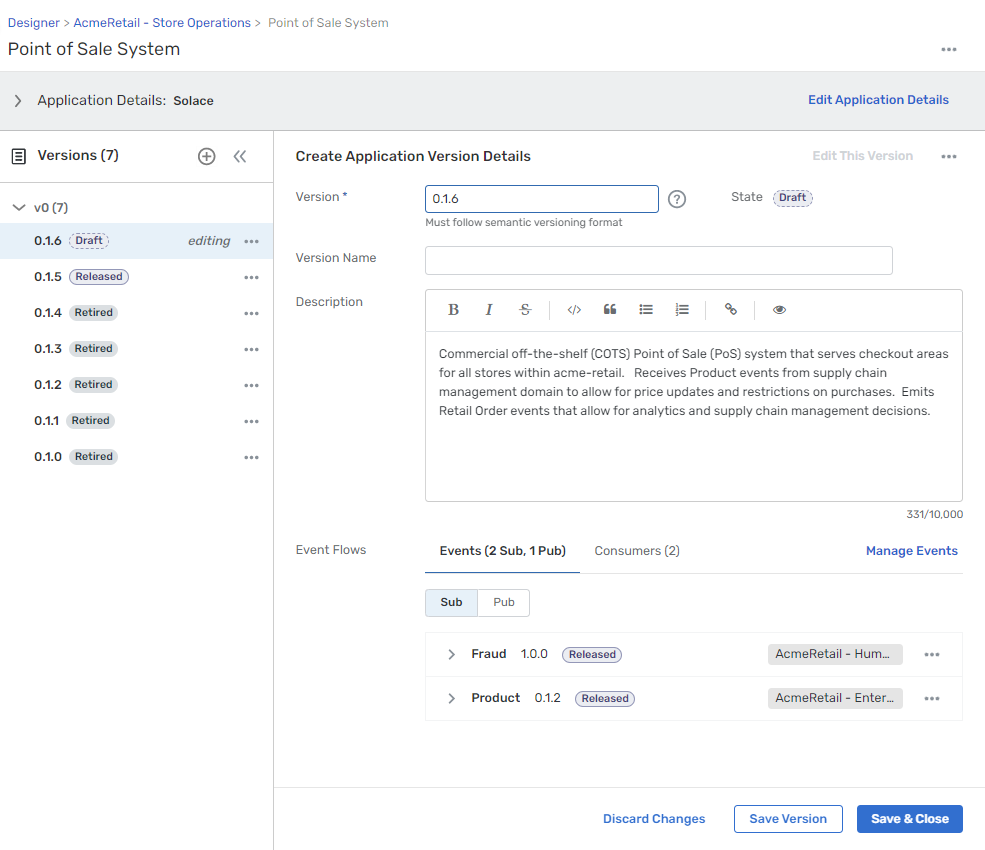 Designer > AcmeRetail - Store Operations > Point of Sale System
Point of Sale System
Application Details: Solace
Edit Application Details
Versions (7)
v0 (7)
0.1.6 Draft editing
0.1.5 Released
0.1.4 Retired
0.1.3 Retired
0.1.2 Retired
0.1.1 Retired
0.1.0 Retired
Create Application Version Details
Edit This Version
Version *
0.1.6
?
State Draft
Must follow semantic versioning format
Version Name
Description
B I S </>
Commercial off-the-shelf (COTS) Point of Sale (PoS) system that serves checkout areas
for all stores within acme-retail. Receives Product events from supply chain
management domain to allow for price updates and restrictions on purchases. Emits
Retail Order events that allow for analytics and supply chain management decisions.
331/10,000
Event Flows
Events (2 Sub, 1 Pub)
Consumers (2)
Manage Events
Sub
Pub
Fraud 1.0.0 Released AcmeRetail - Hum...
Product 0.1.2 Released AcmeRetail - Enter...
Discard Changes
Save Version
Save & Close